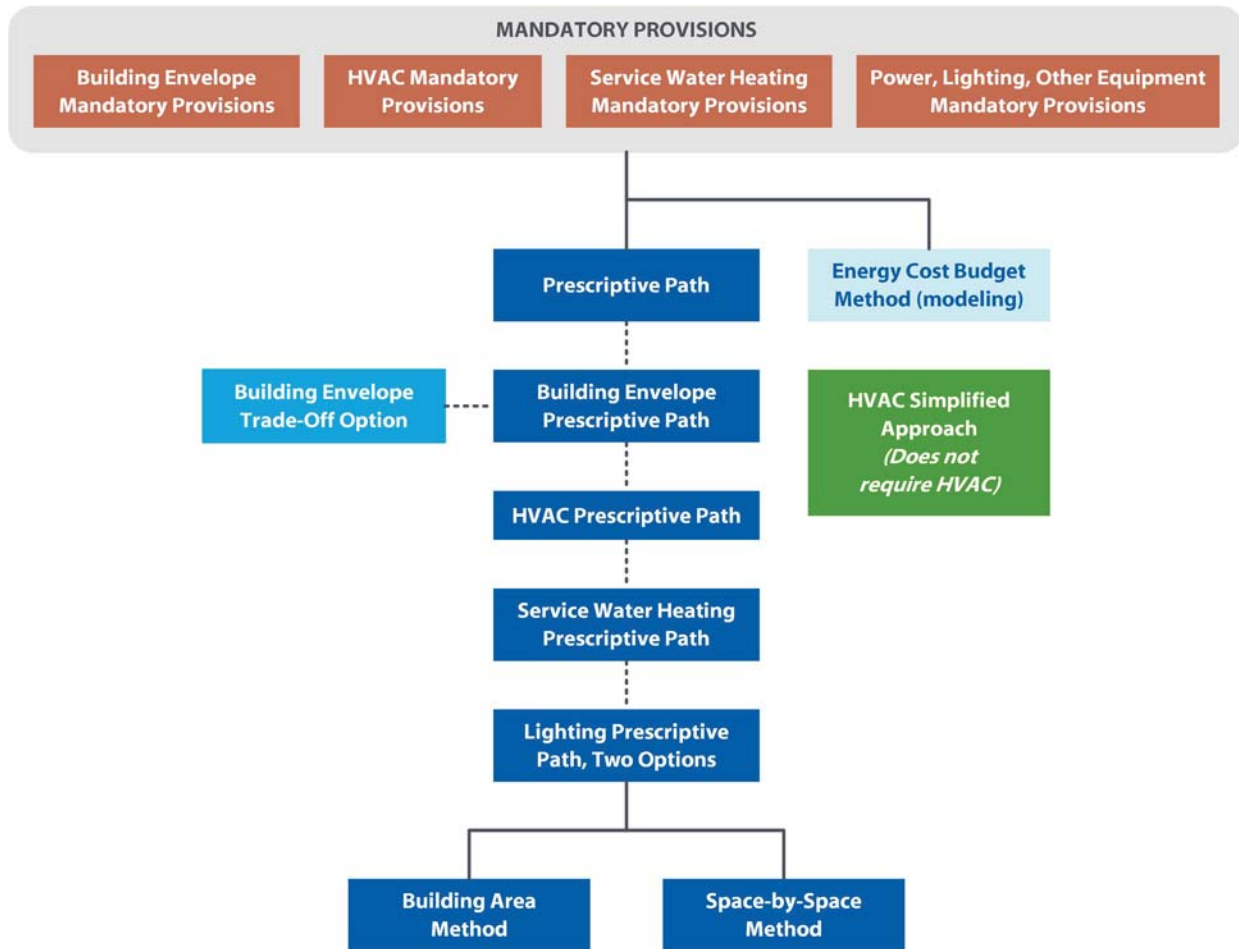 MANDATORY PROVISIONS
Building Envelope
Mandatory Provisions
HVAC Mandatory
Provisions
Service Water Heating
Mandatory Provisions
Power, Lighting, Other Equipment
Mandatory Provisions
Prescriptive Path
Energy Cost Budget
Method (modeling)
Building Envelope
Trade-Off Option
Building Envelope
Prescriptive Path
HVAC Simplified
Approach
(Does not
require HVAC)
HVAC Prescriptive Path
Service Water Heating
Prescriptive Path
Lighting Prescriptive
Path, Two Options
Building Area
Method
Space-by-Space
Method